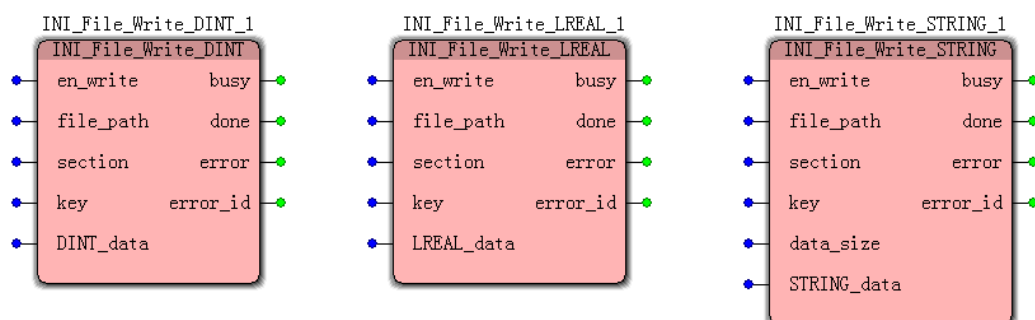 INI_File_Write_DINT_1
INI_File_Write_DINT
en_write busy
file_path done
section error
key error_id
DINT_data
INI_File_Write_LREAL_1
INI_File_Write_LREAL
en_write busy
file_path done
section error
key error_id
LREAL_data
INI_File_Write_STRING_1
INI_File_Write_STRING
en_write busy
file_path done
section error
key error_id
data_size
STRING_data